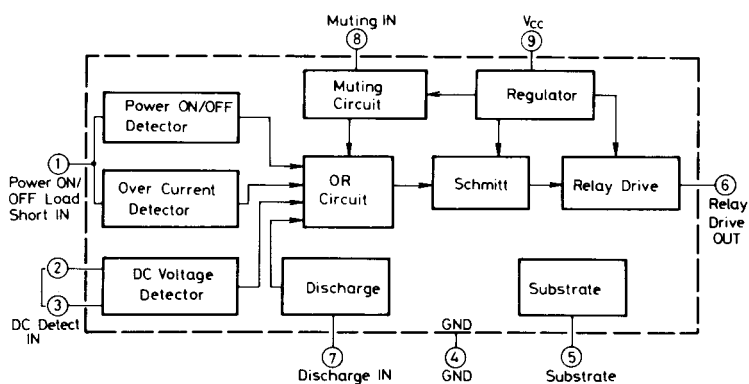 Muting IN
8
VCC
9
Muting
Circuit
Regulator
Power ON/OFF
Detector
1
Power ON/
OFF Load
Short IN
Over Current
Detector
OR
Circuit
Schmitt
Relay Drive
6
Relay
Drive
OUT
2
3
DC Detect
IN
DC Voltage
Detector
Discharge
Substrate
GND
7
Discharge IN
4
GND
5
Substrate